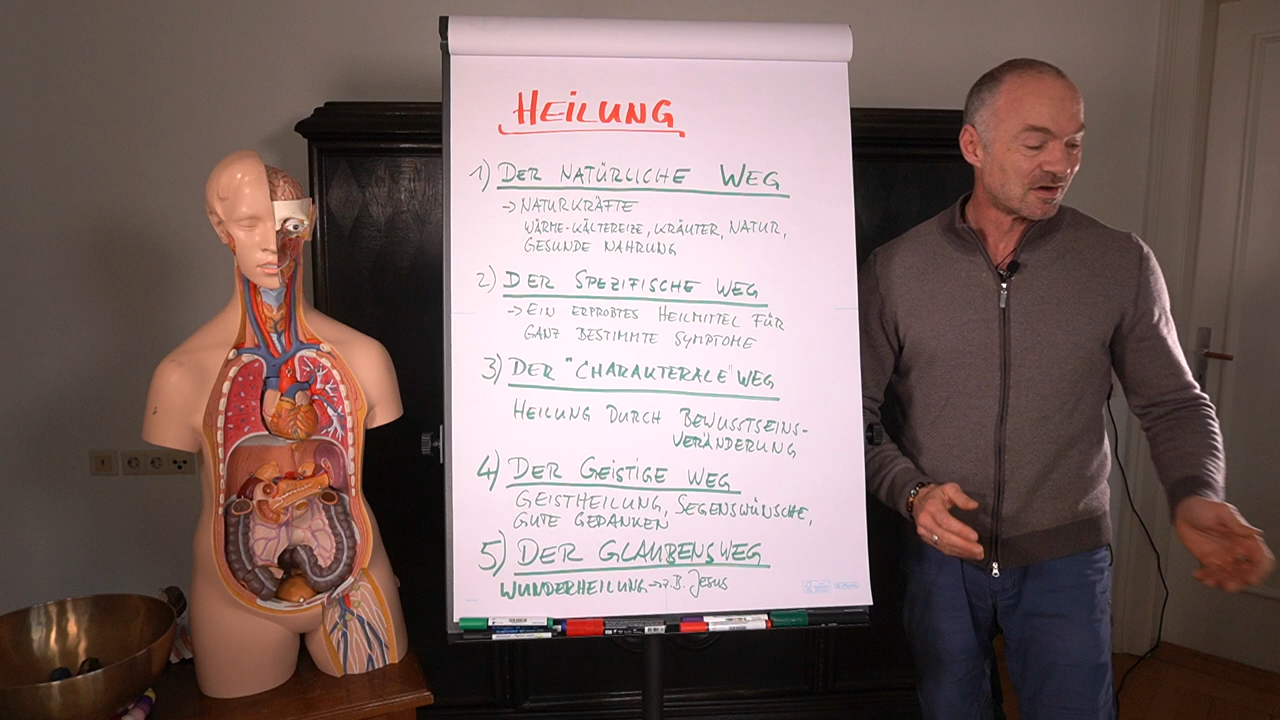 HEILUNG
1) DER NATÜRLICHE WEG
→ NATURKRÄFTE
WÄRME-KÄLTEREIZE, KRÄUTER, NATUR,
GESUNDE NAHRUNG
2) DER SPEZIFISCHE WEG
→ EIN ERPROBTES HEILMITTEL FÜR
GANZ BESTIMMTE SYMPTOME
3) DER "CHARAKTERALE" WEG
HEILUNG DURCH BEWUSSTSEINS-
VERÄNDERUNG
4) DER GEISTIGE WEG
GEISTHEILUNG, SEGENSWÜNSCHE,
GUTE GEDANKEN
5) DER GLAUBENSWEG
WUNDERHEILUNG → z.B. JESUS